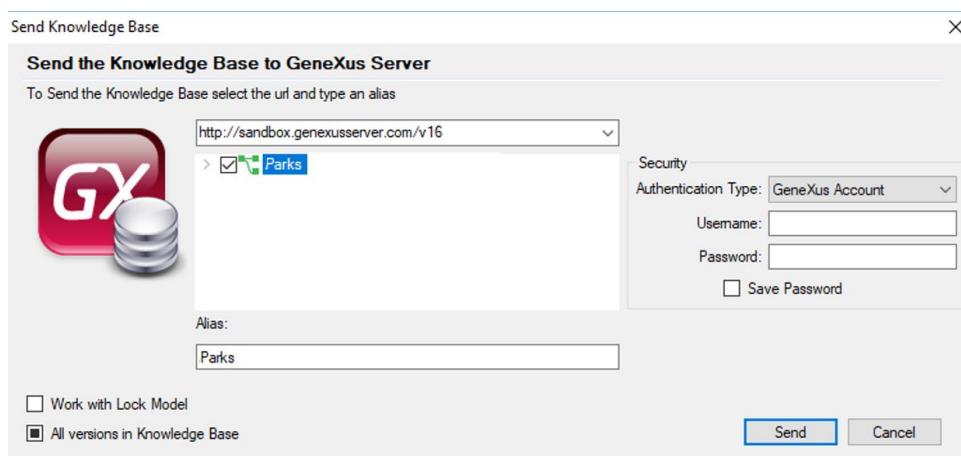 Send Knowledge Base
Send the Knowledge Base to GeneXus Server
To Send the Knowledge Base select the url and type an alias
http://sandbox.genexusserver.com/v16
Parks
GX
Security
Authentication Type: GeneXus Account
Username:
Password:
Save Password
Alias:
Parks
Work with Lock Model
All versions in Knowledge Base
Send
Cancel